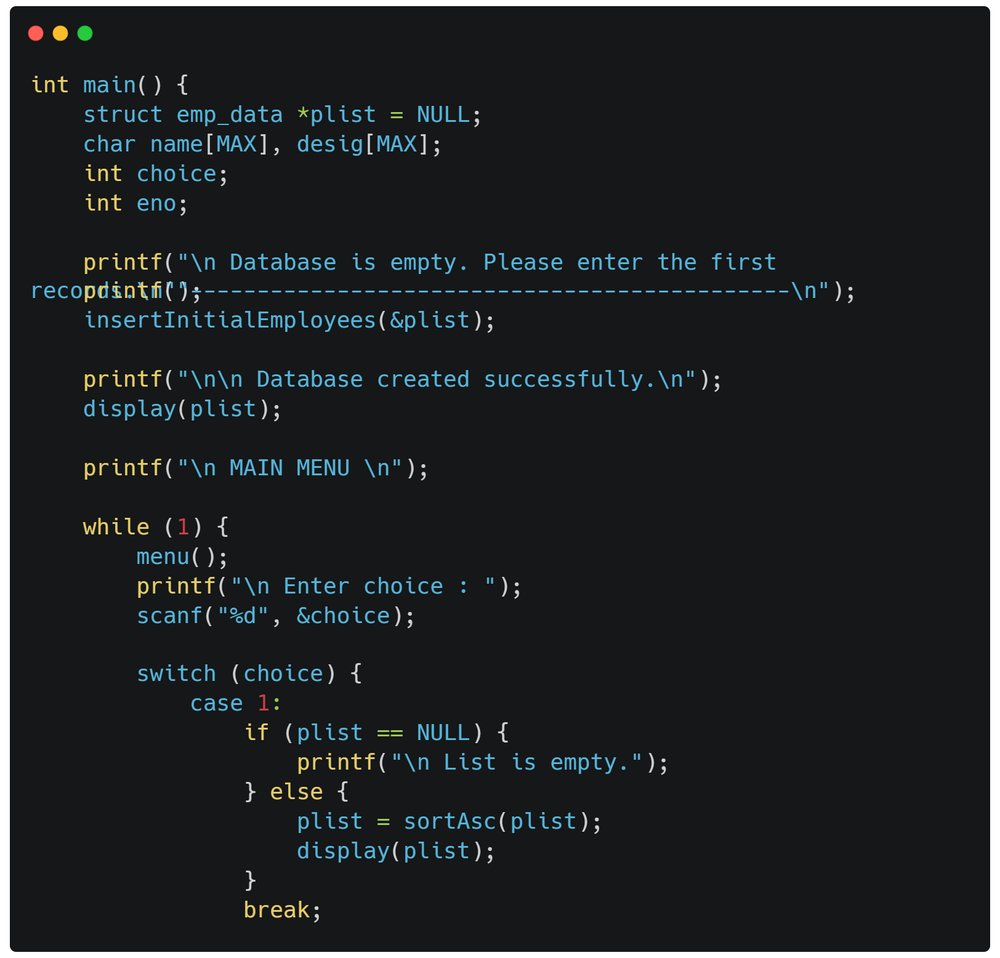 int main() {
struct emp_data *plist = NULL;
char name[MAX], desig[MAX];
int choice;
int eno;
printf("\n Database is empty. Please enter the first
records.\n");
printf("---------------------------------------------\n");
insertInitialEmployees(&plist);
printf("\n\n Database created successfully.\n");
display(plist);
printf("\n MAIN MENU \n");
while (1) {
menu();
printf("\n Enter choice : ");
scanf("%d", &choice);
switch (choice) {
case 1:
if (plist == NULL) {
printf("\n List is empty.");
} else {
plist = sortAsc(plist);
display(plist);
}
break;